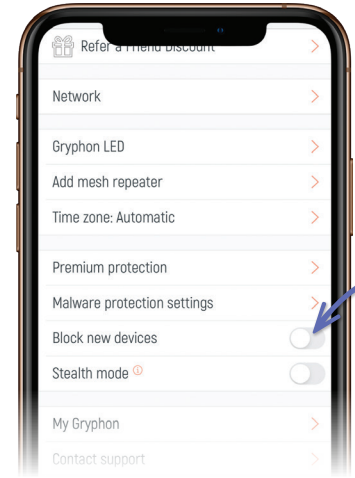 Refer a Friend Discount
Network
Gryphon LED
Add mesh repeater
Time zone: Automatic
Premium protection
Malware protection settings
Block new devices
Stealth mode
My Gryphon
Contact support